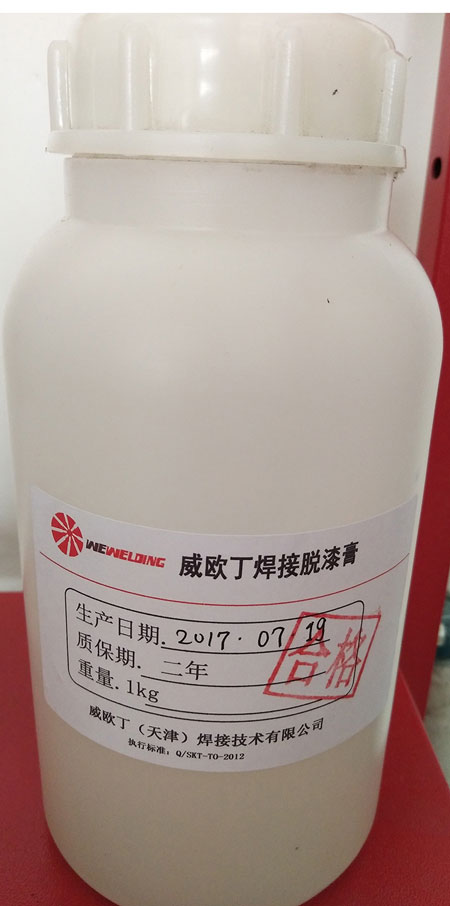 WEWELDING 威欧丁焊接脱漆膏
生产日期. 2017.07.19
质保期. 二年
重量. 1kg
合格
威欧丁（天津）焊接技术有限公司
执行标准: Q/SKT-TO-2012